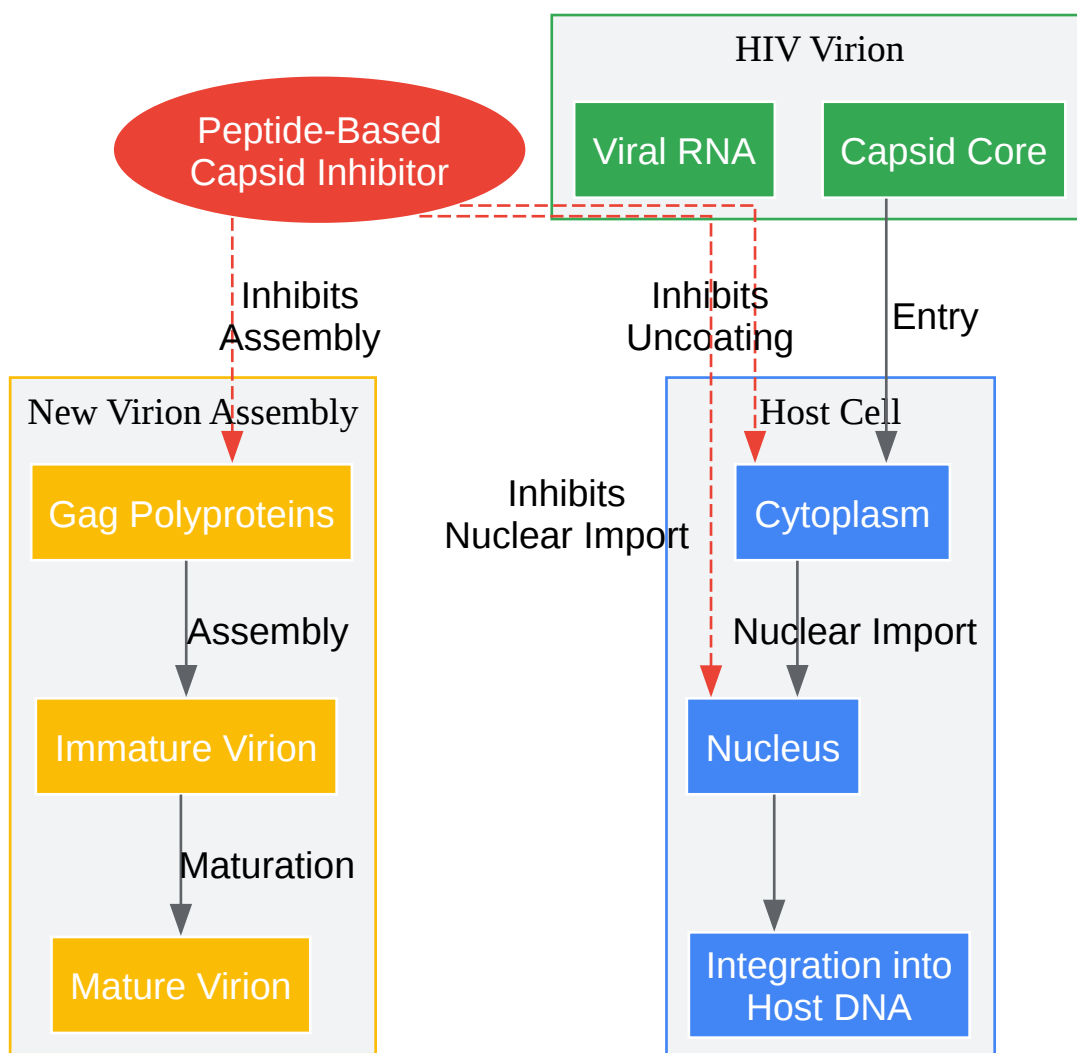 HIV Virion
Peptide-Based
Capsid Inhibitor
Viral RNA
Capsid Core
Inhibits
Assembly
Inhibits
Uncoating
Entry
New Virion Assembly
Host Cell
Gag Polyproteins
Inhibits
Nuclear Import
Cytoplasm
Assembly
Nuclear Import
Immature Virion
Nucleus
Maturation
Mature Virion
Integration into
Host DNA